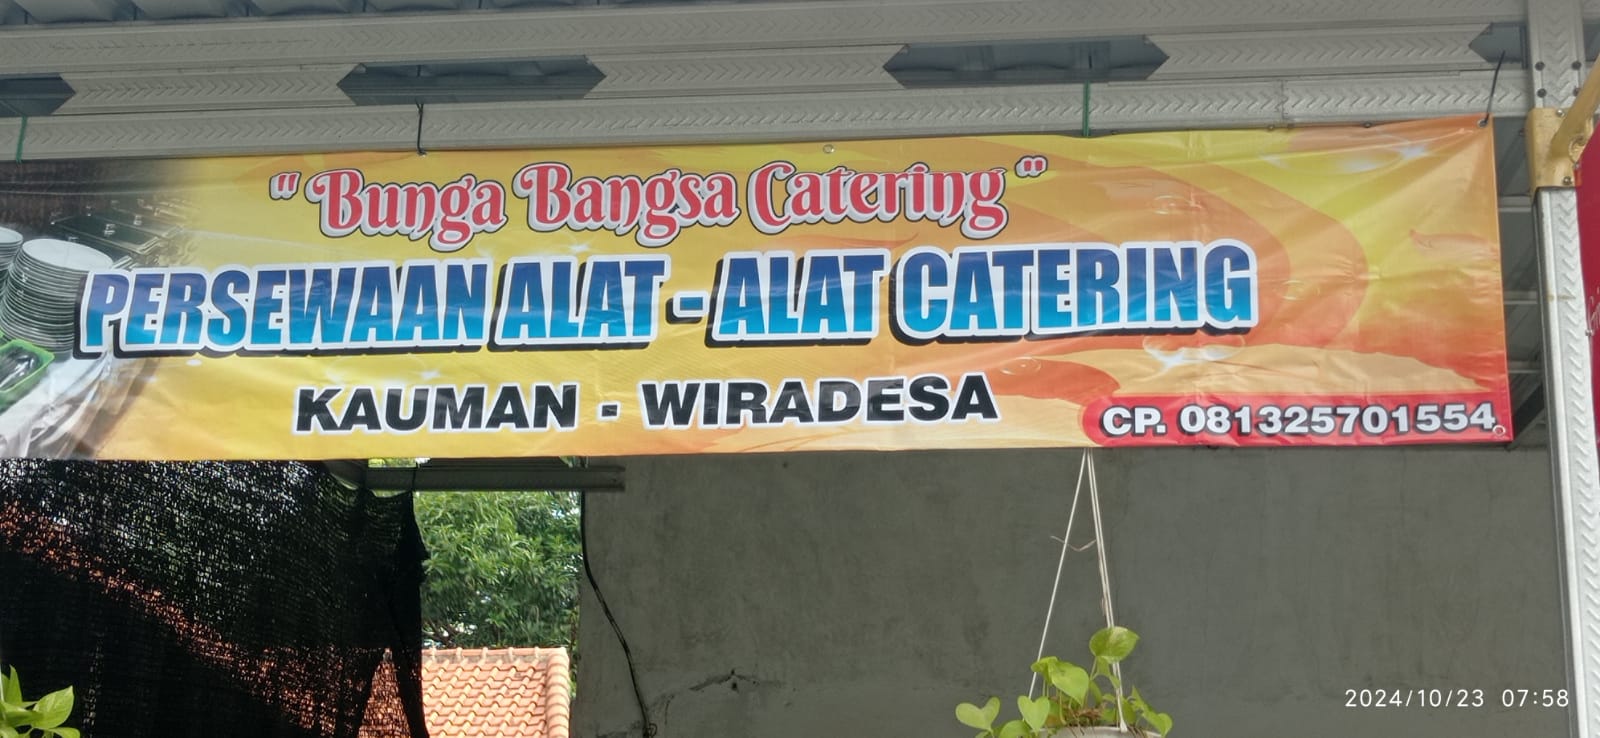 " Bunga Bangsa Catering "
PERSEWAAN ALAT - ALAT CATERING
KAUMAN - WIRADESA
CP. 081325701554
2024/10/23 07:58